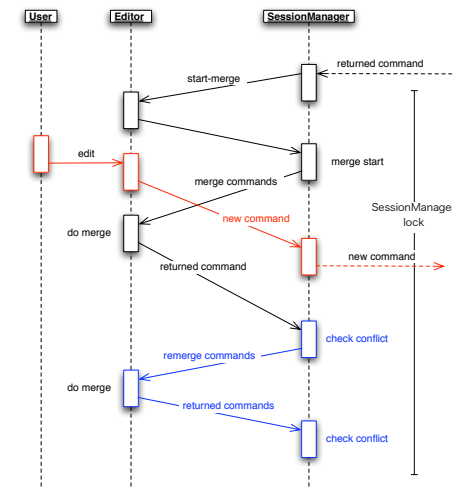 User
Editor
SessionManager
returned command
start-merge
edit
merge start
merge commands
SessionManager
lock
new command
do merge
new command
returned command
check conflict
remerge commands
do merge
returned commands
check conflict